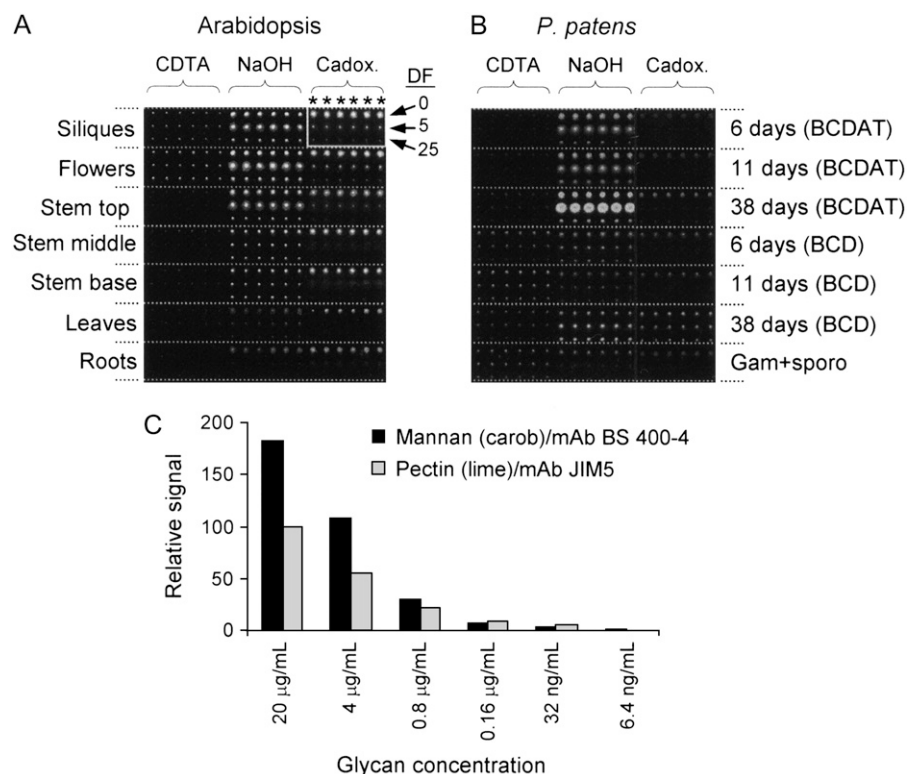 A Arabidopsis
CDTA NaOH Cadox. DF
****** 0
Siliques 5
25
Flowers
Stem top
Stem middle
Stem base
Leaves
Roots
B P. patens
CDTA NaOH Cadox.
6 days (BCDAT)
11 days (BCDAT)
38 days (BCDAT)
6 days (BCD)
11 days (BCD)
38 days (BCD)
Gam+sporo
C
Mannan (carob)/mAb BS 400-4
Pectin (lime)/mAb JIM5
Relative signal
200
150
100
50
0
20 µg/mL
4 µg/mL
0.8 µg/mL
0.16 µg/mL
32 ng/mL
6.4 ng/mL
Glycan concentration